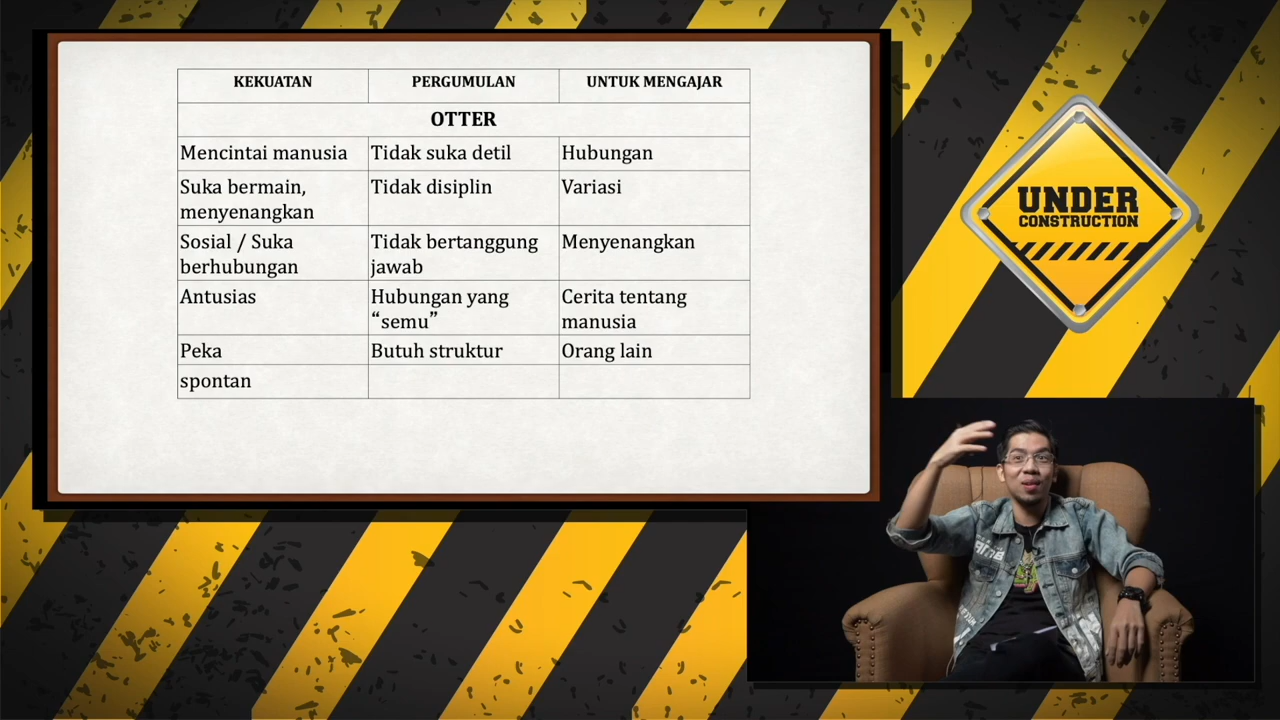 KEKUATAN PERGUMULAN UNTUK MENGAJAR
OTTER
Mencintai manusia Tidak suka detil Hubungan
Suka bermain, Tidak disiplin Variasi
menyenangkan
Sosial / Suka Tidak bertanggung Menyenangkan
berhubungan jawab
Antusias Hubungan yang Cerita tentang
“semu” manusia
Peka Butuh struktur Orang lain
spontan
UNDER
CONSTRUCTION